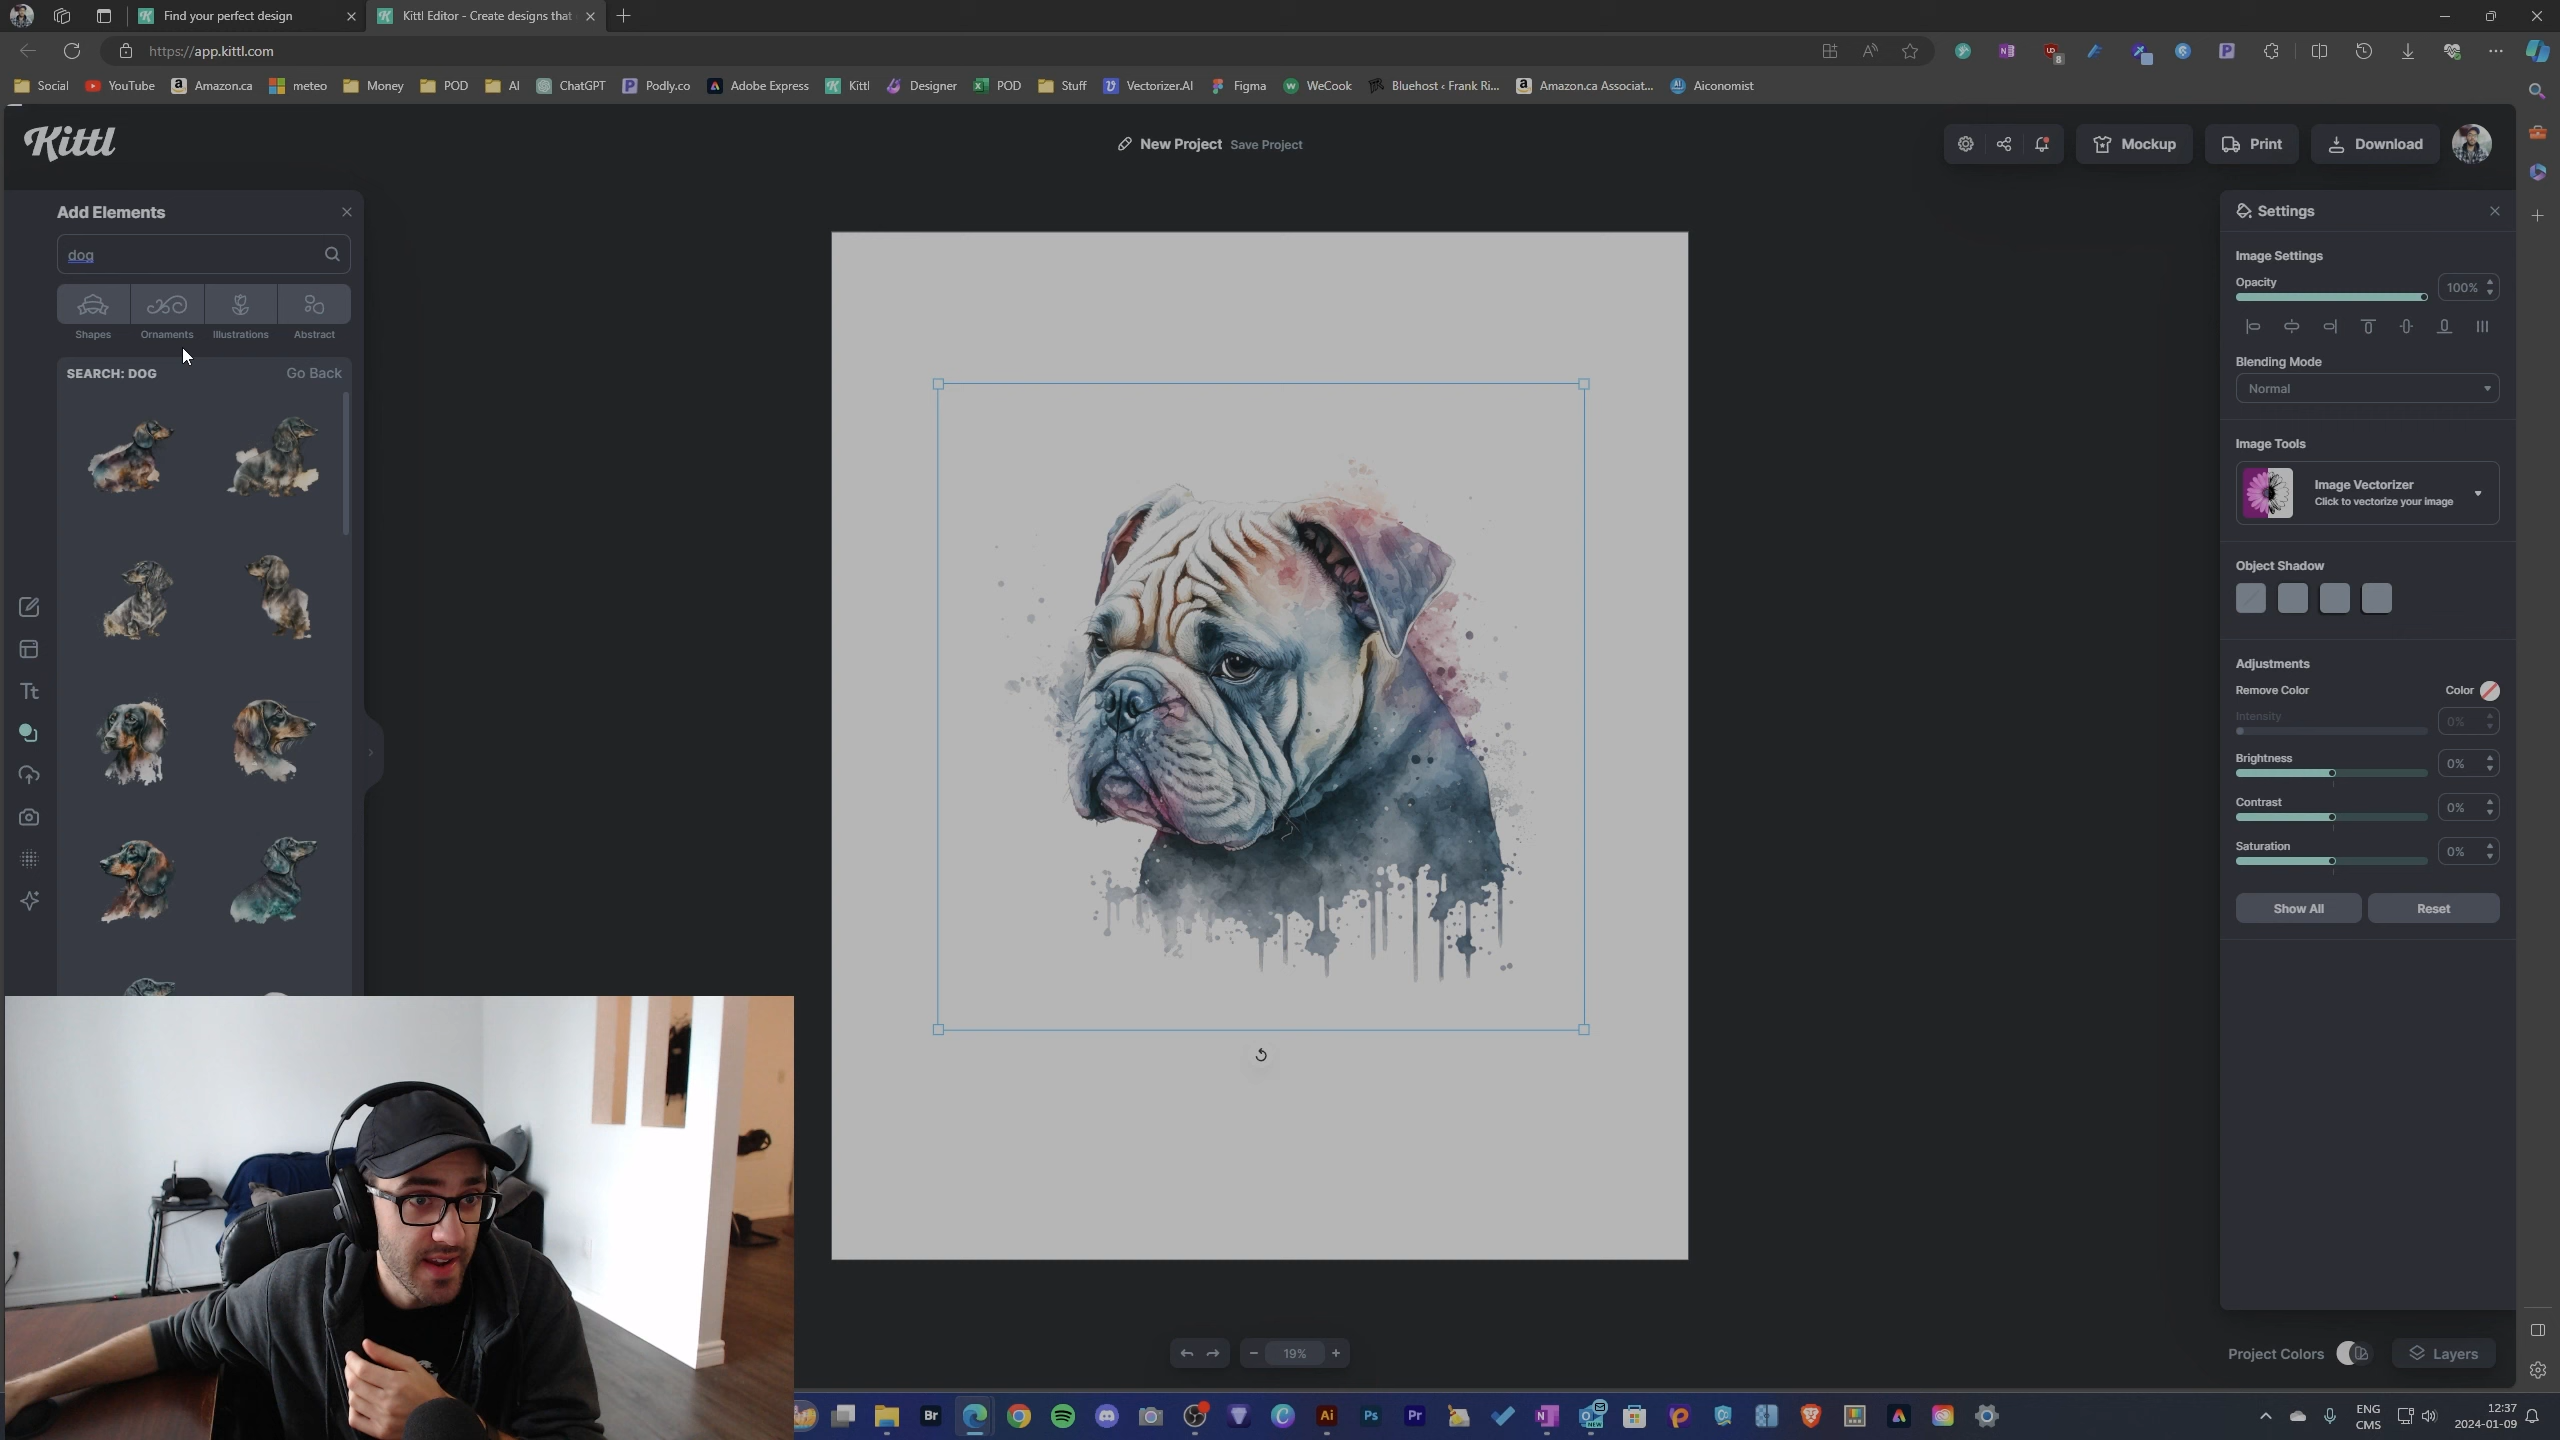 Find your perfect design
Kittl Editor - Create designs that
https://app.kittl.com
Social
YouTube
Amazon.ca
meteo
Money
POD
AI
ChatGPT
Podly.co
Adobe Express
Kittl
Designer
POD
Stuff
Vectorizer.AI
Figma
WeCook
Bluehost ‹ Frank Ri...
Amazon.ca Associat...
Aiconomist
Kittl
New Project Save Project
Mockup
Print
Download
Add Elements
dog
Shapes
Ornaments
Illustrations
Abstract
SEARCH: DOG
Go Back
Tt
Settings
Image Settings
Opacity
100%
Blending Mode
Normal
Image Tools
Image Vectorizer
Click to vectorize your image
Object Shadow
Adjustments
Remove Color
Color
Intensity
0%
Brightness
0%
Contrast
0%
Saturation
0%
Show All
Reset
19%
Project Colors
Layers
Br
Ai
Ps
Pr
ENG
CMS
12:37
2024-01-09